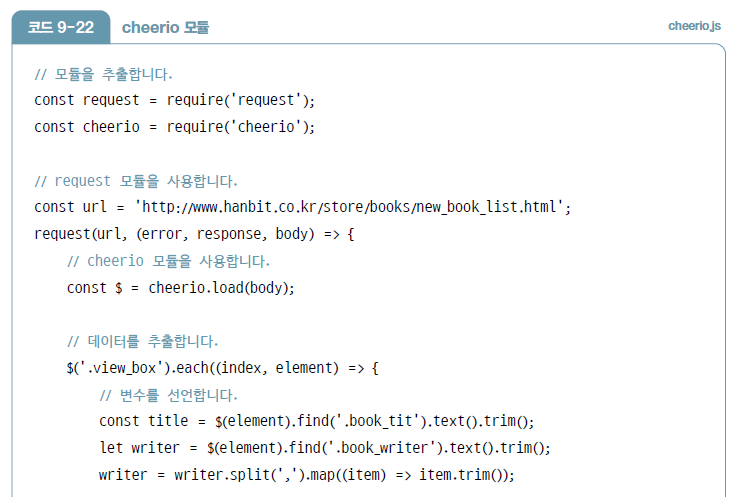 코드 9-22 cheerio 모듈 cheerio.js
// 모듈을 추출합니다.
const request = require('request');
const cheerio = require('cheerio');
// request 모듈을 사용합니다.
const url = 'http://www.hanbit.co.kr/store/books/new_book_list.html';
request(url, (error, response, body) => {
// cheerio 모듈을 사용합니다.
const $ = cheerio.load(body);
// 데이터를 추출합니다.
$('.view_box').each((index, element) => {
// 변수를 선언합니다.
const title = $(element).find('.book_tit').text().trim();
let writer = $(element).find('.book_writer').text().trim();
writer = writer.split(',').map((item) => item.trim());